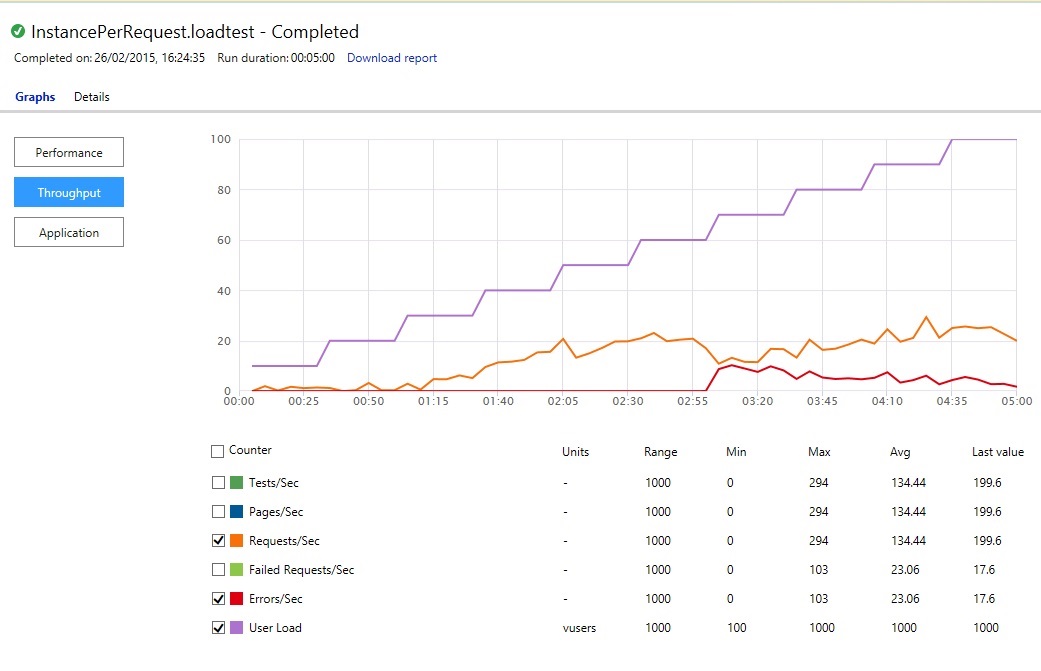 InstancePerRequest.loadtest - Completed
Completed on: 26/02/2015, 16:24:35 Run duration: 00:05:00 Download report
Graphs Details
Performance
Throughput
Application
100
80
60
40
20
0
00:00 00:25 00:50 01:15 01:40 02:05 02:30 02:55 03:20 03:45 04:10 04:35 05:00
Counter Units Range Min Max Avg Last value
Tests/Sec - 1000 0 294 134.44 199.6
Pages/Sec - 1000 0 294 134.44 199.6
Requests/Sec - 1000 0 294 134.44 199.6
Failed Requests/Sec - 1000 0 103 23.06 17.6
Errors/Sec - 1000 0 103 23.06 17.6
User Load vusers 1000 100 1000 1000 1000